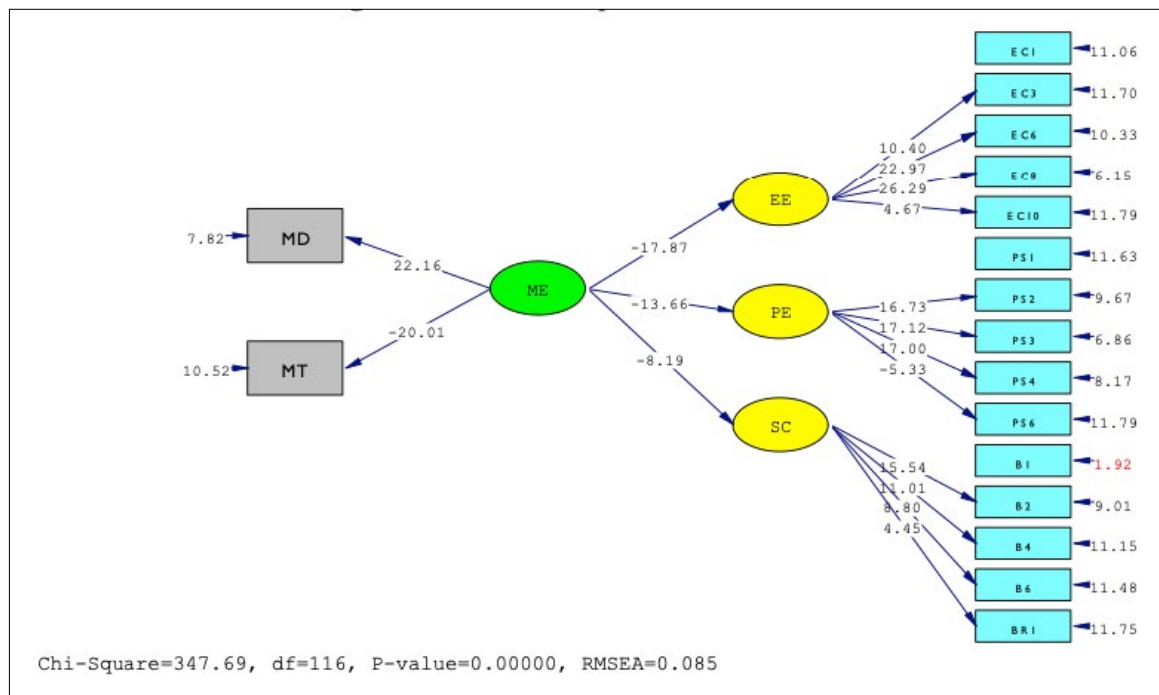 EC1 11.06
EC3 11.70
10.40
EC6 10.33
22.97
EC8 6.15
26.29
EE
4.67
EC10 11.79
7.82 MD
-17.87
PS1 11.63
22.16
ME
PS2 9.67
-13.66
16.73
PE
17.12
PS3 6.86
-20.01
17.00
10.52 MT
-8.19
-5.33
PS4 8.17
PS6 11.79
SC
B1 1.92
15.54
11.01
B2 9.01
8.80
4.45
B4 11.15
B6 11.48
BR1 11.75
Chi-Square=347.69, df=116, P-value=0.00000, RMSEA=0.085